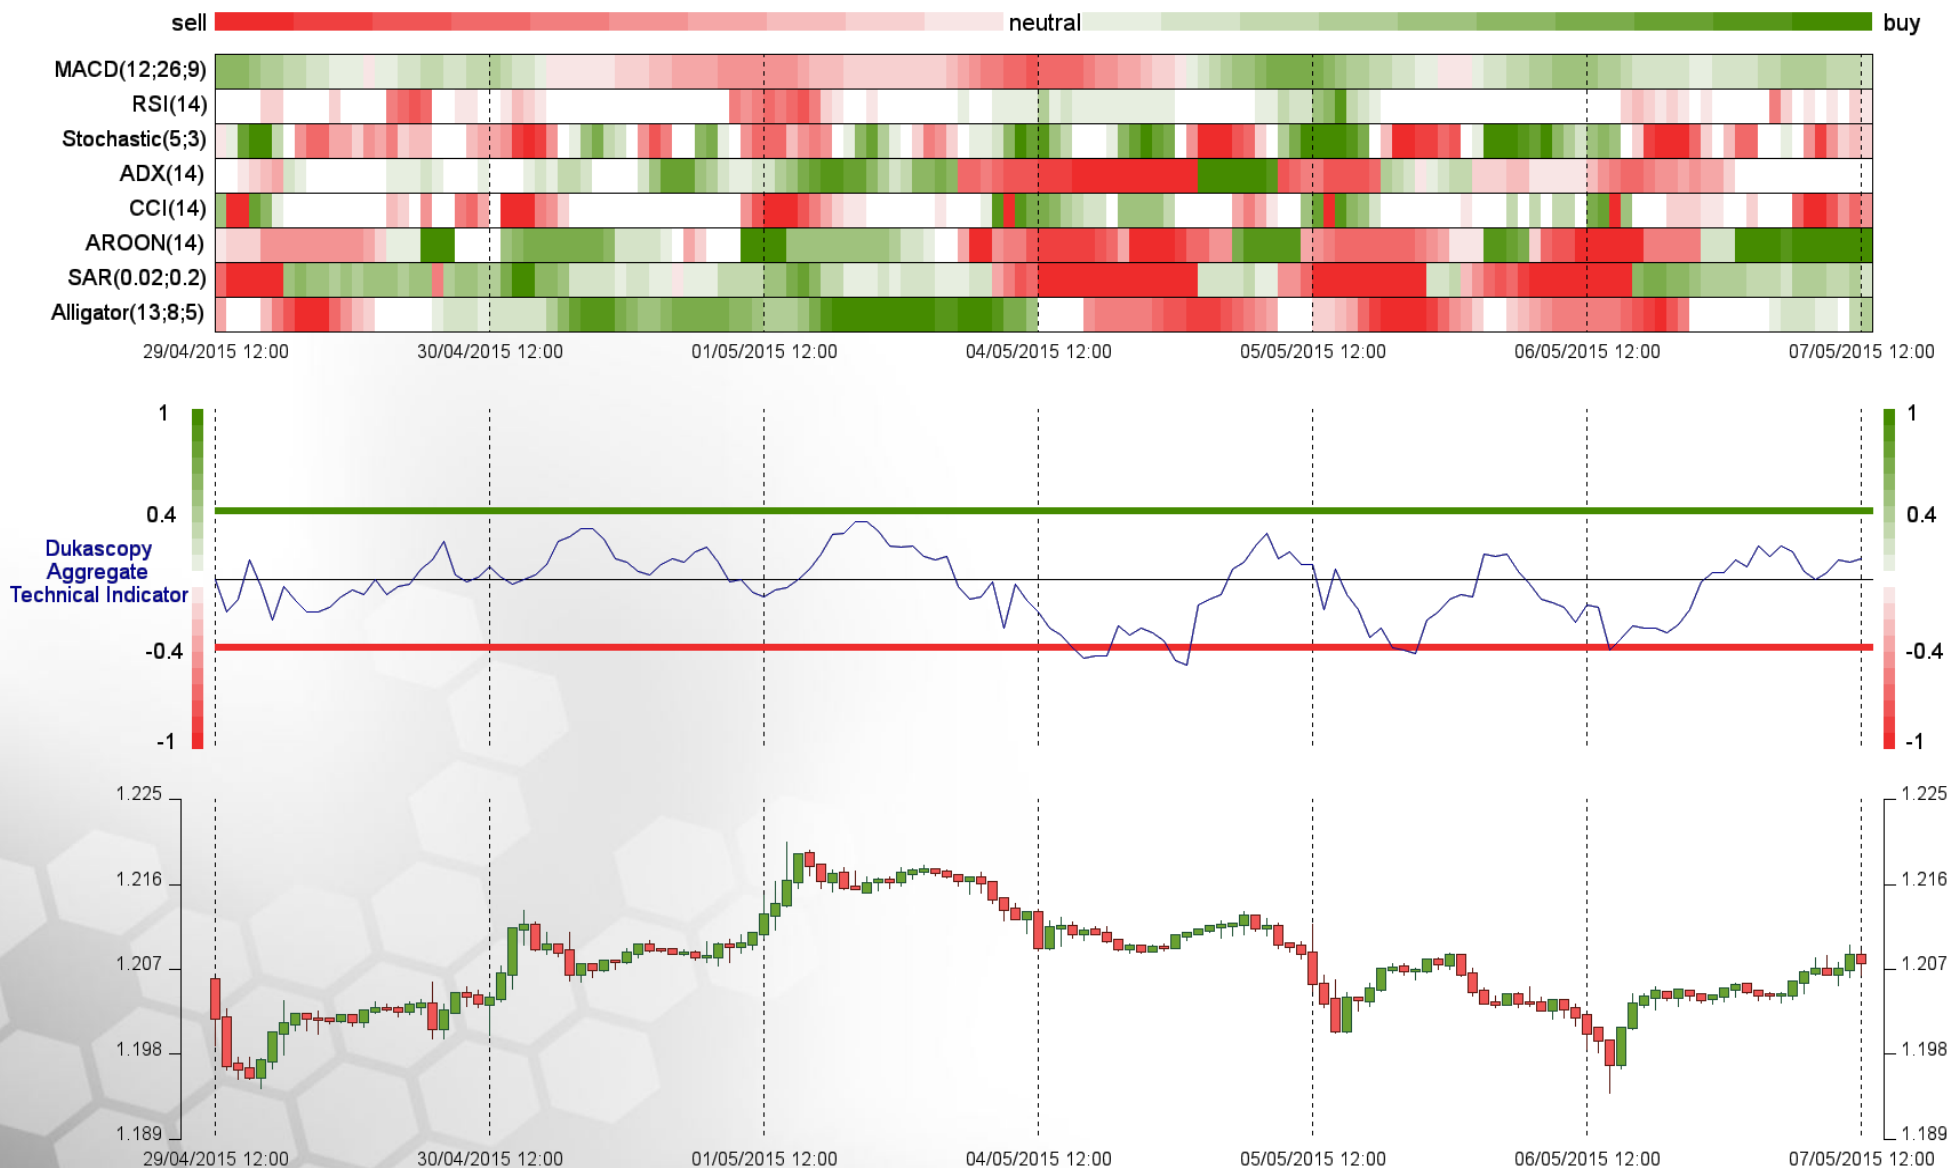 sell neutral buy
MACD(12;26;9)
RSI(14)
Stochastic(5;3)
ADX(14)
CCI(14)
AROON(14)
SAR(0.02;0.2)
Alligator(13;8;5)
29/04/2015 12:00 30/04/2015 12:00 01/05/2015 12:00 04/05/2015 12:00 05/05/2015 12:00 06/05/2015 12:00 07/05/2015 12:00
1 1
0.4 0.4
Dukascopy
Aggregate
Technical Indicator
-0.4 -0.4
-1 -1
1.225 1.225
1.216 1.216
1.207 1.207
1.198 1.198
1.189 1.189
29/04/2015 12:00 30/04/2015 12:00 01/05/2015 12:00 04/05/2015 12:00 05/05/2015 12:00 06/05/2015 12:00 07/05/2015 12:00